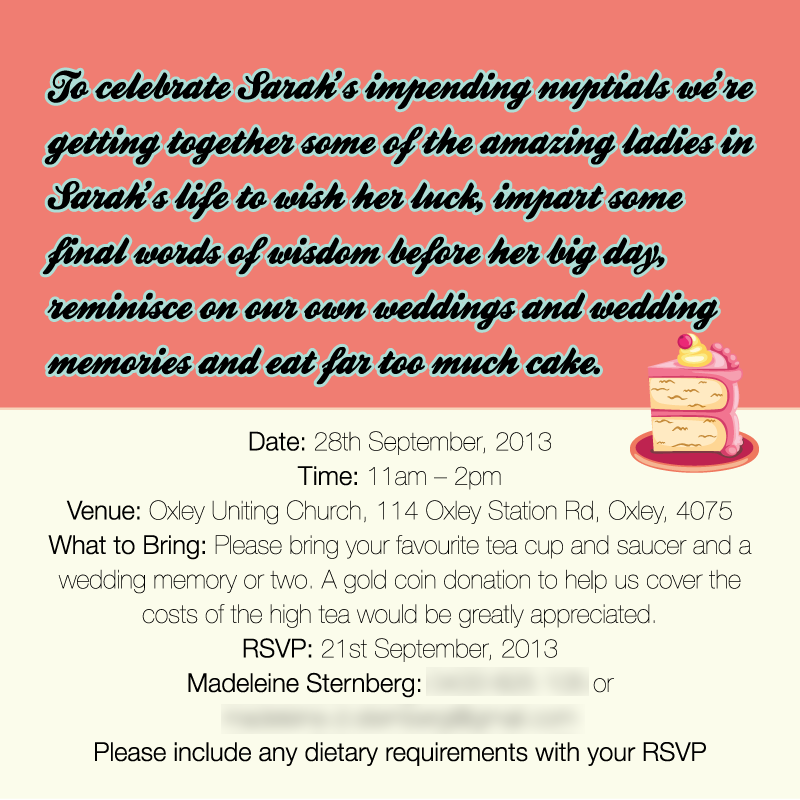 To celebrate Sarah's impending nuptials we're
getting together some of the amazing ladies in
Sarah's life to wish her luck, impart some
final words of wisdom before her big day,
reminisce on our own weddings and wedding
memories and eat far too much cake.
Date: 28th September, 2013
Time: 11am – 2pm
Venue: Oxley Uniting Church, 114 Oxley Station Rd, Oxley, 4075
What to Bring: Please bring your favourite tea cup and saucer and a
wedding memory or two. A gold coin donation to help us cover the
costs of the high tea would be greatly appreciated.
RSVP: 21st September, 2013
Madeleine Sternberg: or
Please include any dietary requirements with your RSVP